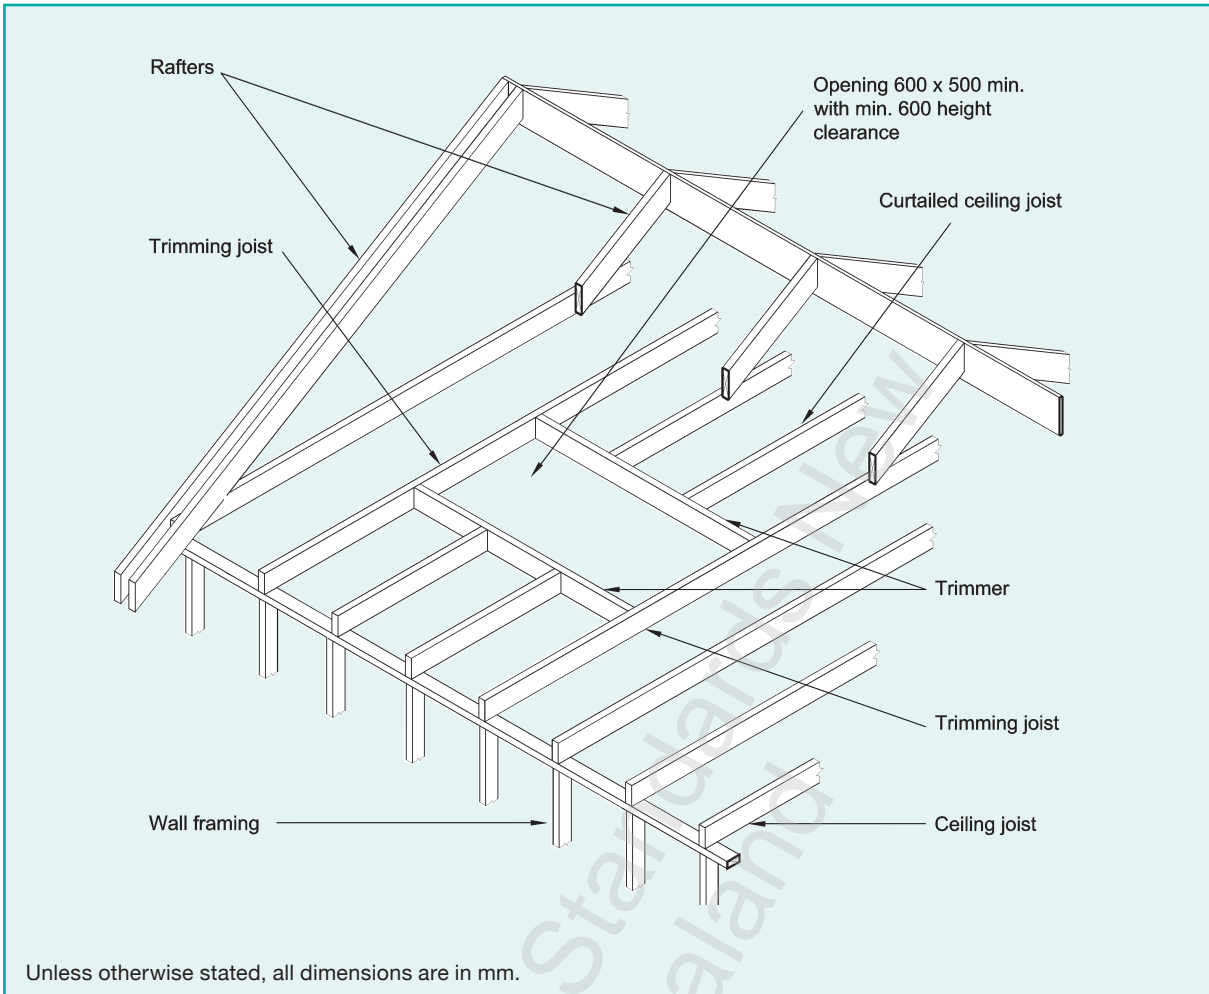 Rafters
Opening 600 x 500 min.
with min. 600 height
clearance
Curtailed ceiling joist
Trimming joist
Trimmer
Trimming joist
Wall framing
Ceiling joist
Unless otherwise stated, all dimensions are in mm.
Standards New
aland